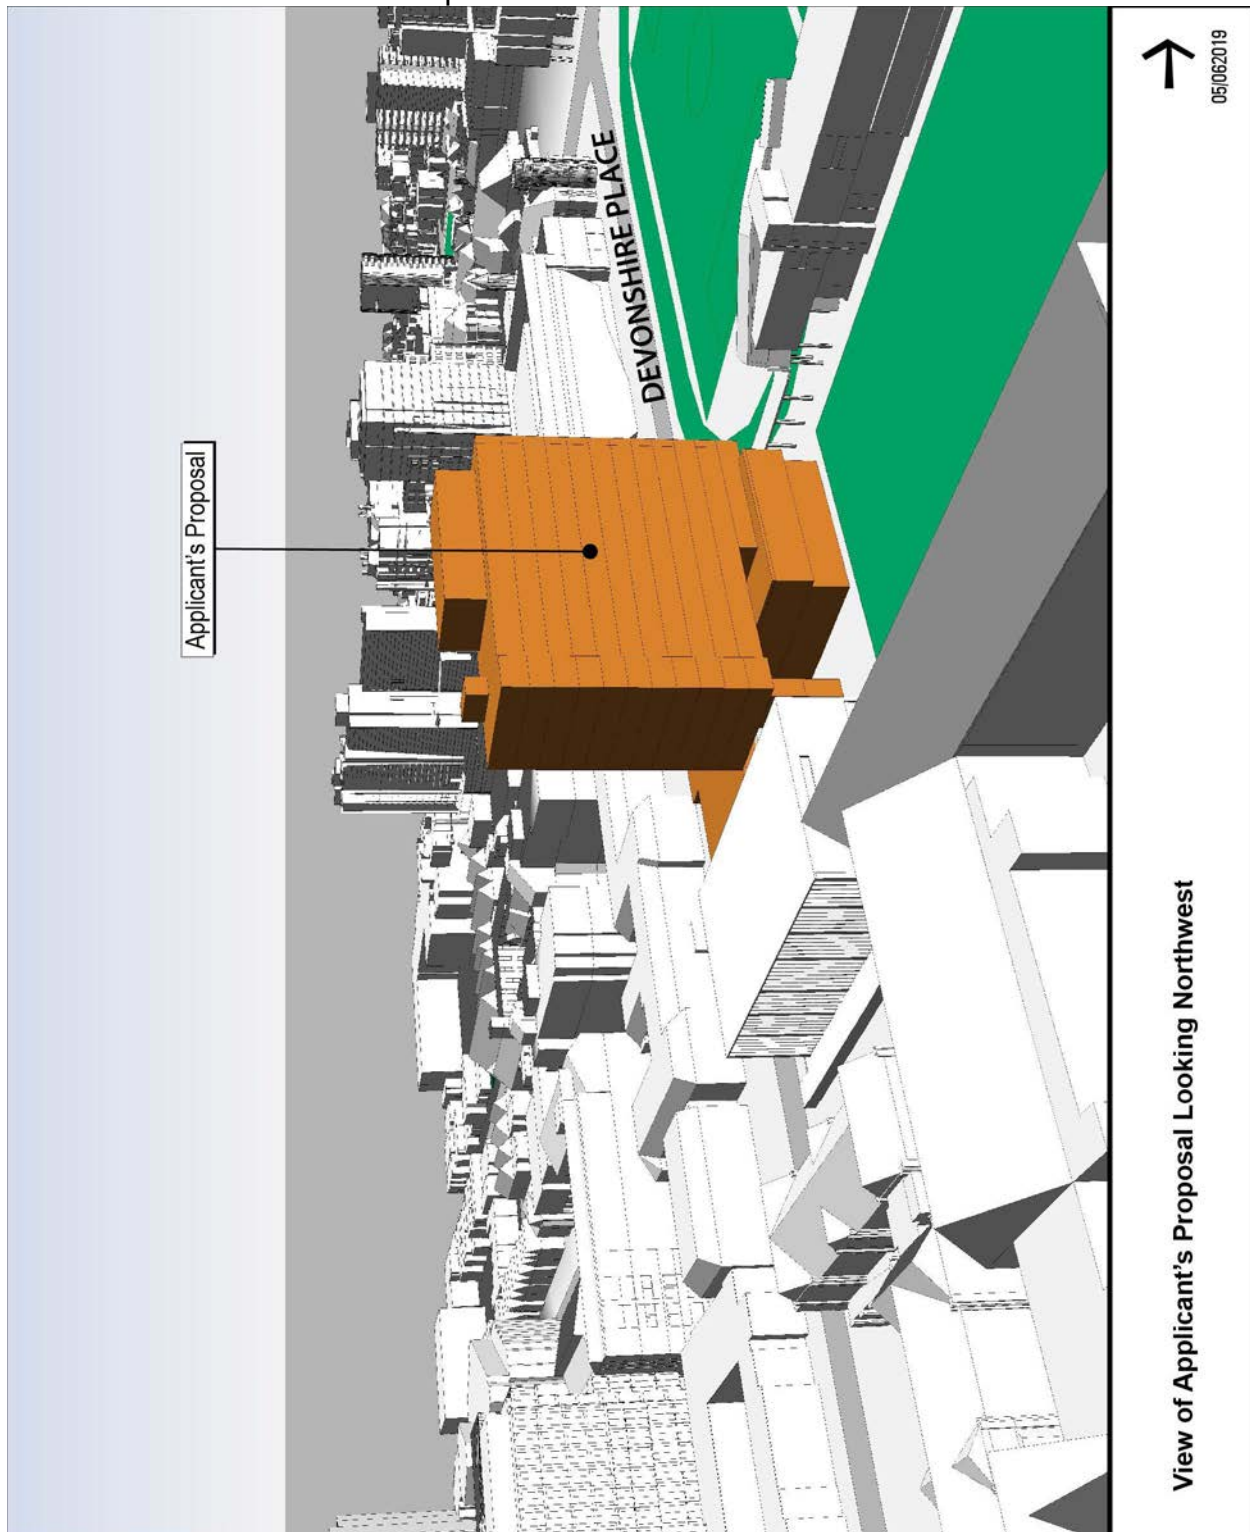 Applicant's Proposal
DEVONSHIRE PLACE
View of Applicant's Proposal Looking Northwest
05/062019